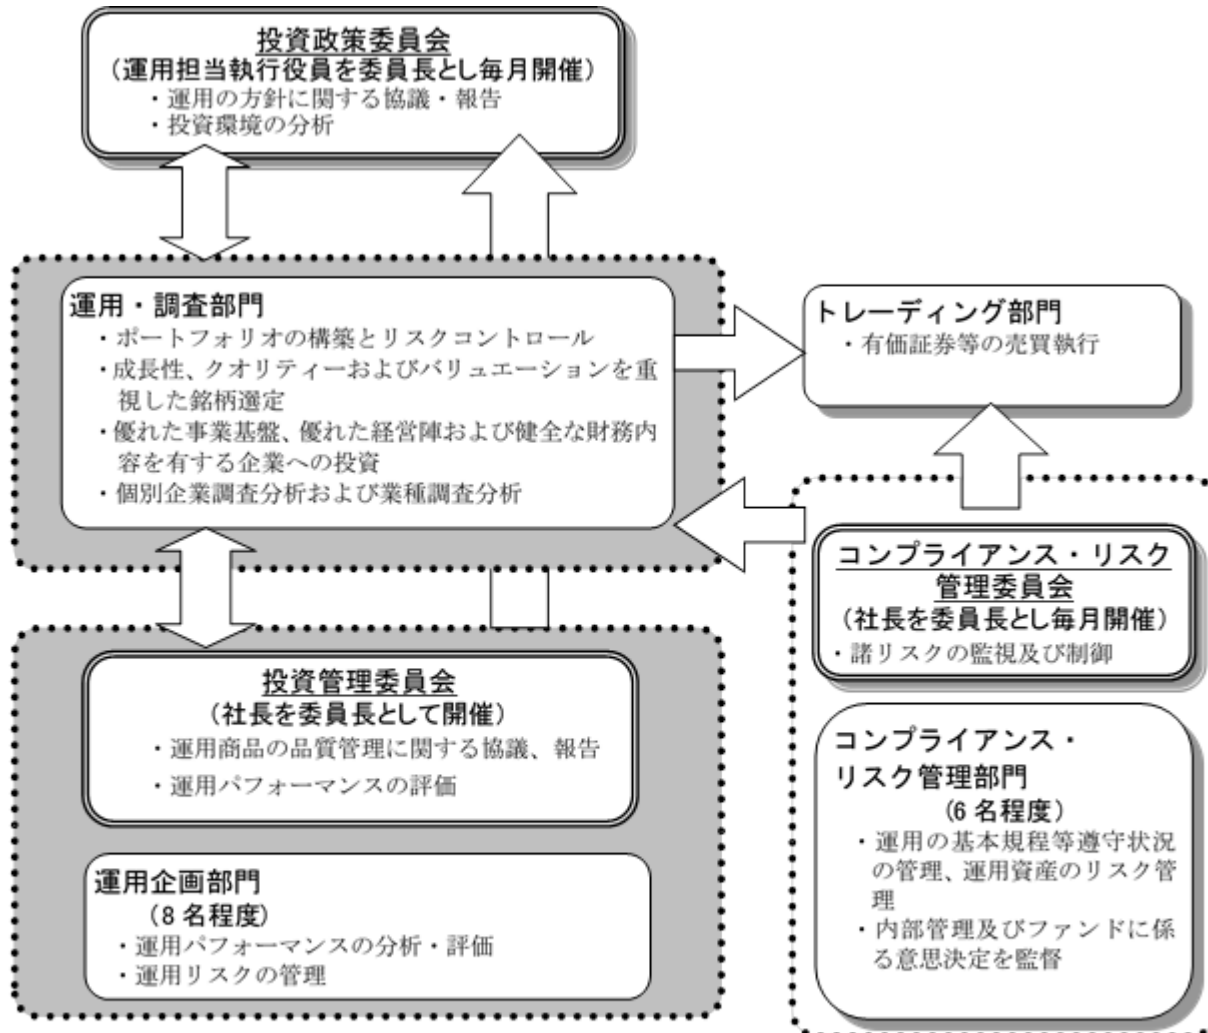 投資政策委員会
（運用担当執行役員を委員長とし毎月開催）
・運用の方針に関する協議・報告
・投資環境の分析
運用・調査部門
・ポートフォリオの構築とリスクコントロール
・成長性、クオリティーおよびバリュエーションを重
視した銘柄選定
・優れた事業基盤、優れた経営陣および健全な財務内
容を有する企業への投資
・個別企業調査分析および業種調査分析
トレーディング部門
・有価証券等の売買執行
投資管理委員会
（社長を委員長として開催）
・運用商品の品質管理に関する協議、報告
・運用パフォーマンスの評価
運用企画部門
（8 名程度）
・運用パフォーマンスの分析・評価
・運用リスクの管理
コンプライアンス・リスク
管理委員会
（社長を委員長とし毎月開催）
・諸リスクの監視及び制御
コンプライアンス・
リスク管理部門
（6 名程度）
・運用の基本規程等遵守状況
の管理、運用資産のリスク管
理
・内部管理及びファンドに係
る意思決定を監督